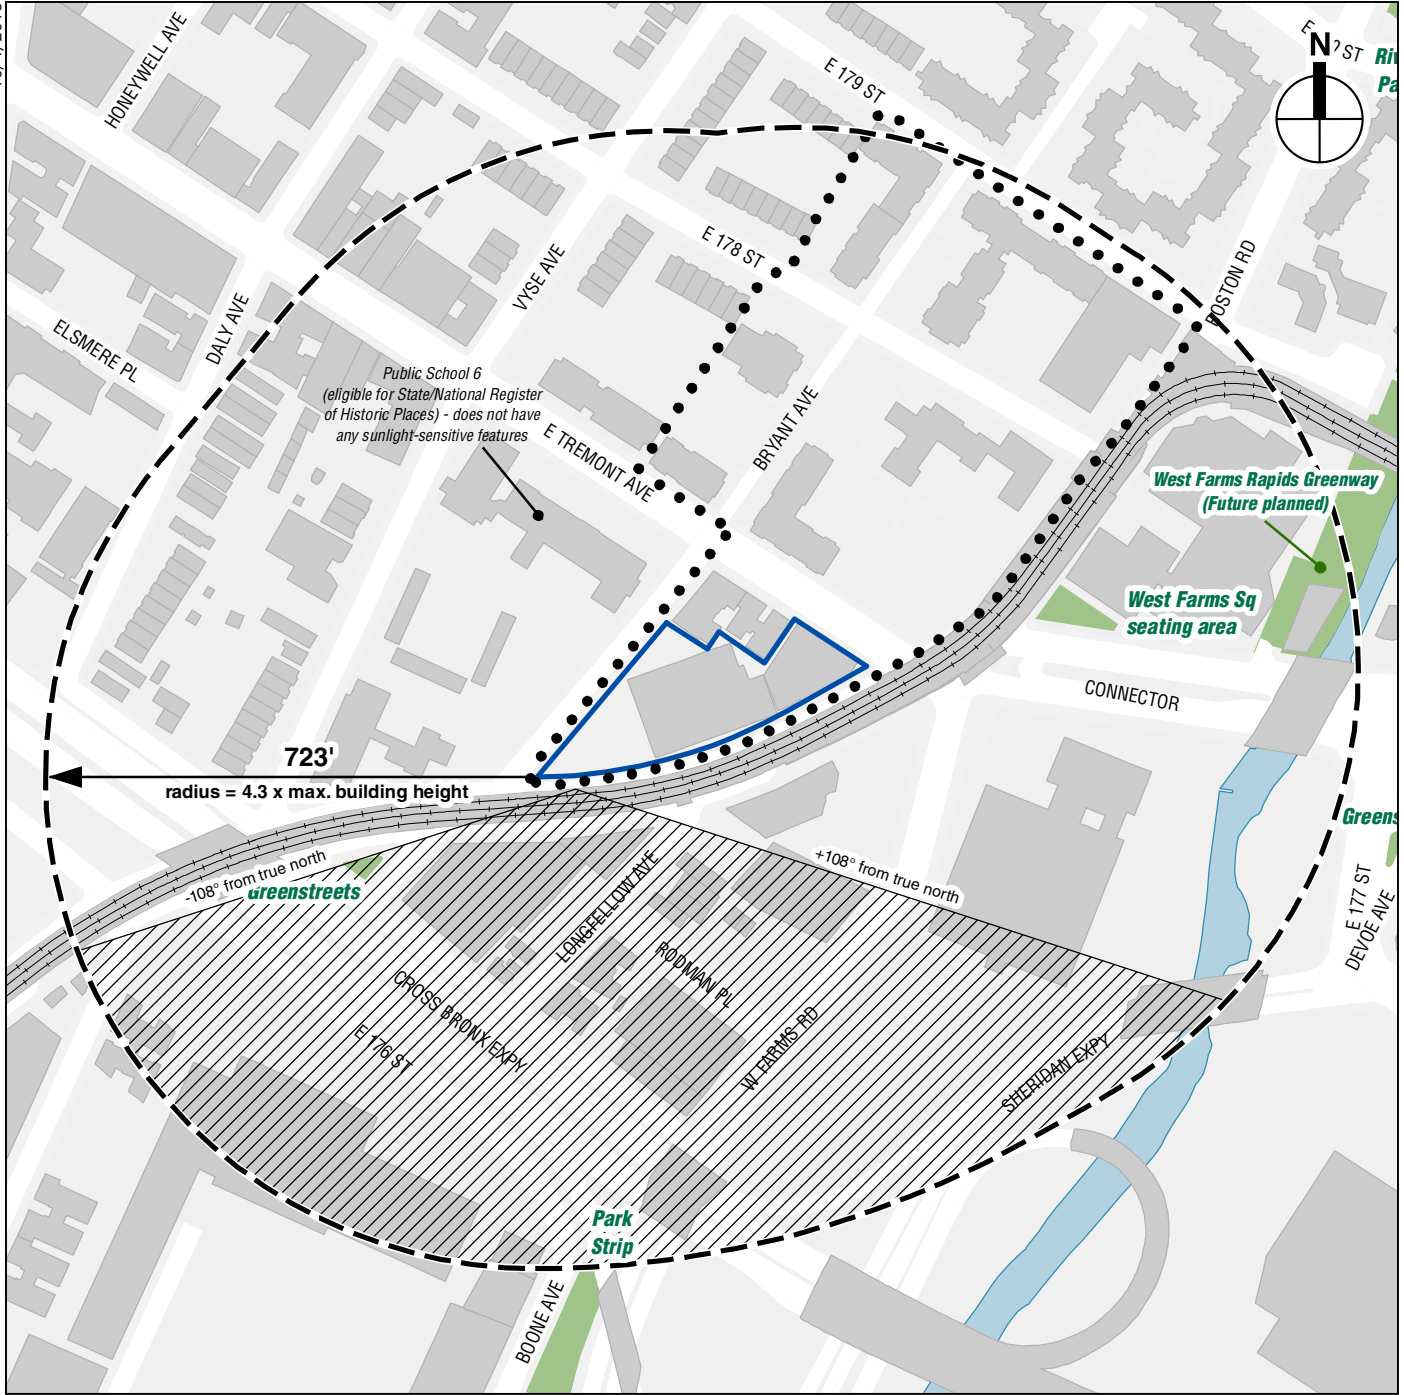 HONEYWELL AVE
E 179 ST
N
ST
Riv
Pa
BOSTON RD
E 178 ST
VYSE AVE
DALY AVE
ELSMERE PL
Public School 6
(eligible for State/National Register
of Historic Places) - does not have
any sunlight-sensitive features
E TREMONT AVE
BRYANT AVE
West Farms Rapids Greenway
(Future planned)
West Farms Sq
seating area
CONNECTOR
723'
radius = 4.3 x max. building height
Greens
-108° from true north
Greenstreets
+108° from true north
LONGFELLOW AVE
RODMAN PL
CROSS BRONX EXPY
E 176 ST
W FARMS RD
SHERIDAN EXPY
E 177 ST
DEVOE AVE
Park
Strip
BOONE AVE